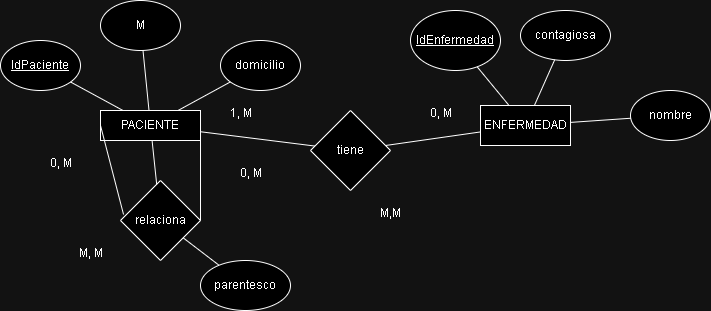 M
IdEnfermedad
contagiosa
IdPaciente
domicilio
1, M
0, M
nombre
PACIENTE
ENFERMEDAD
tiene
0, M
0, M
M,M
relaciona
M, M
parentesco